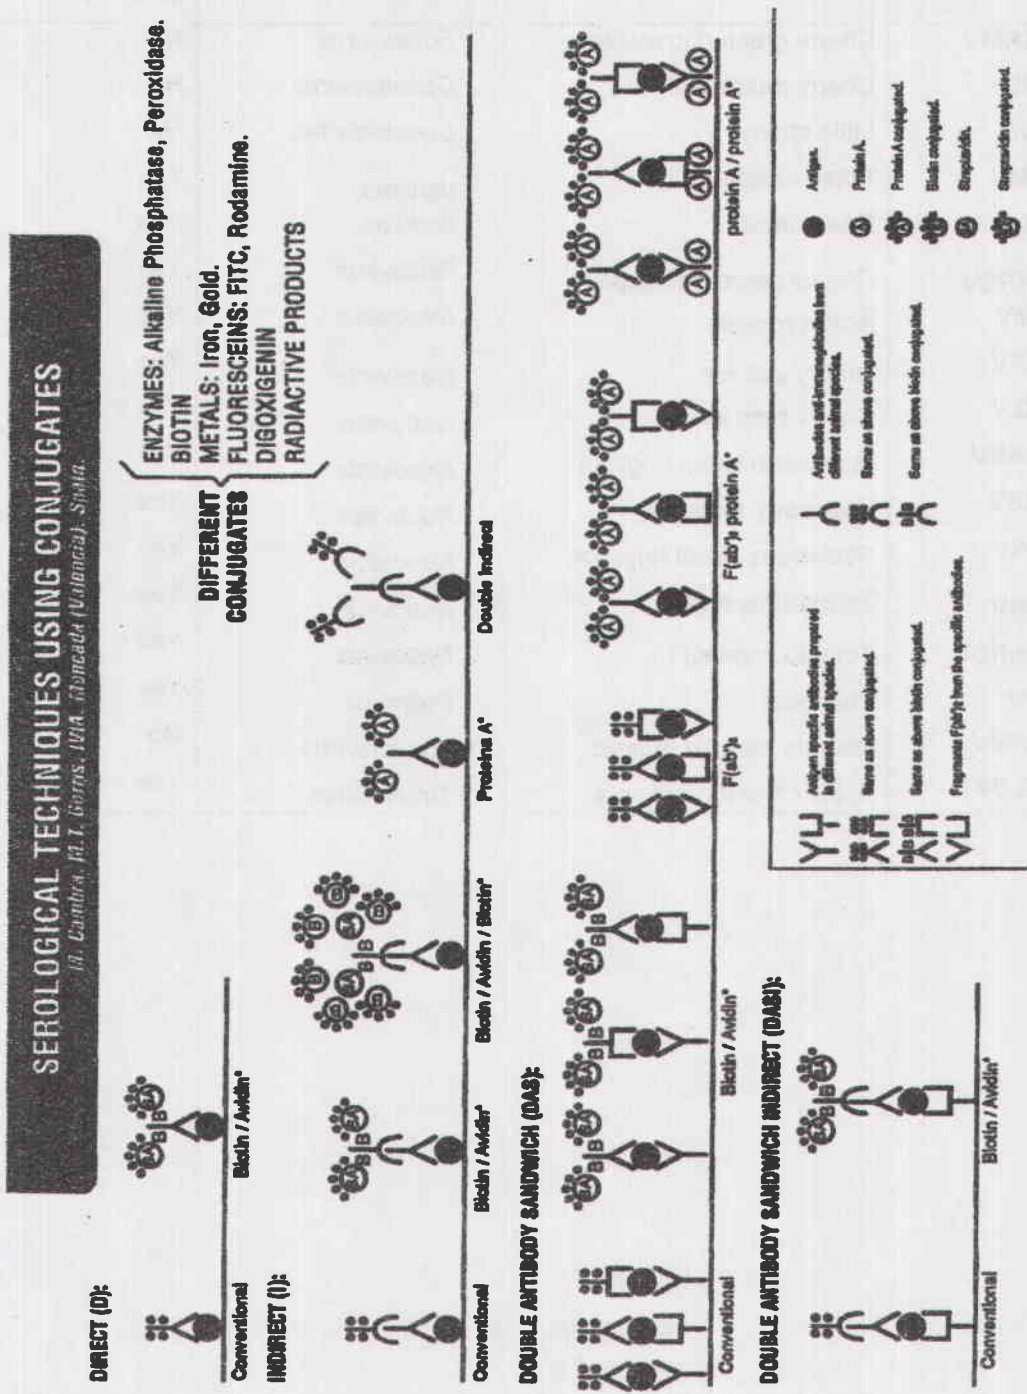 SEROLOGICAL TECHNIQUES USING CONJUGATES
M. Cambra, M.T. Gorris. IVIA. Moncada (Valencia). Spain.
DIRECT (D):
Conventional
Biotin / Avidin*
DIFFERENT
CONJUGATES
ENZYMES: Alkaline Phosphatase, Peroxidase.
BIOTIN
METALS: Iron, Gold.
FLUORESCEINS: FITC, Rodamine.
DIGOXIGENIN
RADIACTIVE PRODUCTS
INDIRECT (I):
Conventional
Biotin / Avidin*
Biotin / Avidin / Biotin*
Proteina A*
Double Indirect
DOUBLE ANTIBODY SANDWICH (DAS):
Conventional
Biotin / Avidin*
F(ab')2
F(ab')2 protein A*
protein A / protein A*
DOUBLE ANTIBODY SANDWICH INDIRECT (DASI):
Conventional
Biotin / Avidin*
Antigen specific antibodies prepared
in different animal species.
Same as above conjugated.
Same as above biotin conjugated.
Fragments F(ab')2 from the specific antibodies.
Antibodies anti-immunoglobulins from
different animal species.
Same as above conjugated.
Same as above biotin conjugated.
Antigen.
Protein A.
Protein A conjugated.
Biotin conjugated.
Streptavidin.
Streptavidin conjugated.